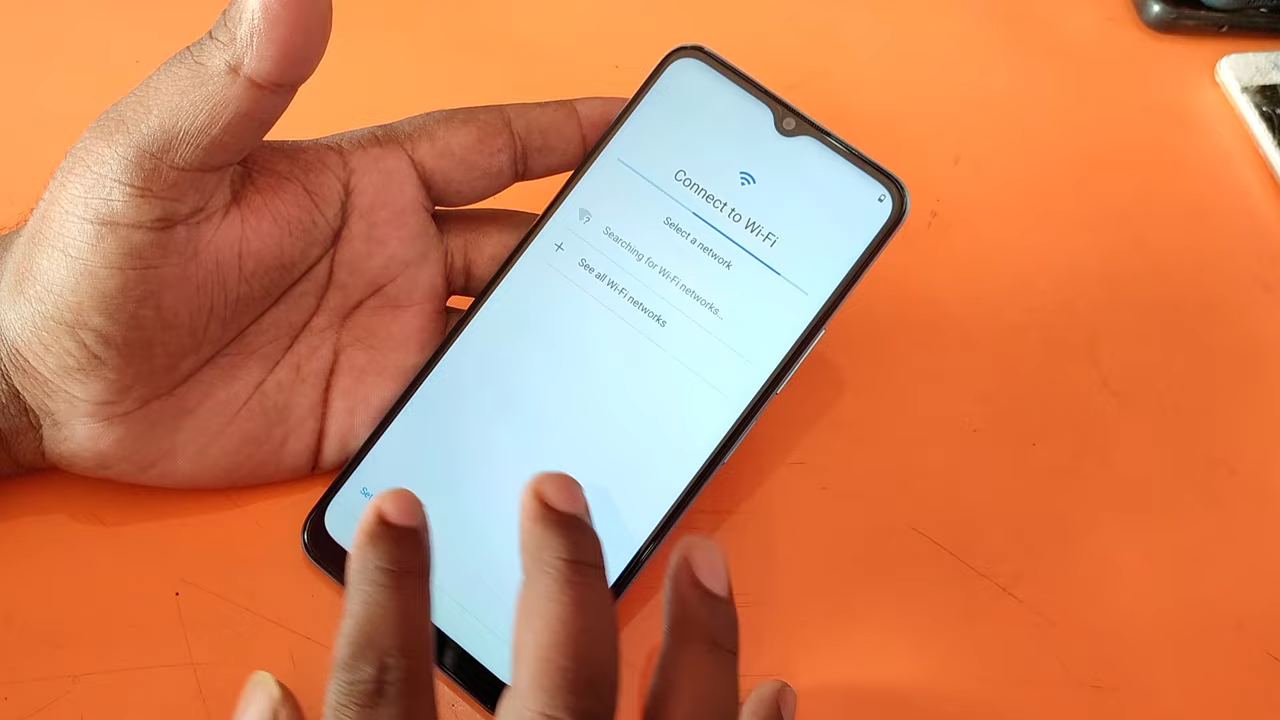 Connect to Wi-Fi
Select a network
Searching for Wi-Fi networks...
See all Wi-Fi networks